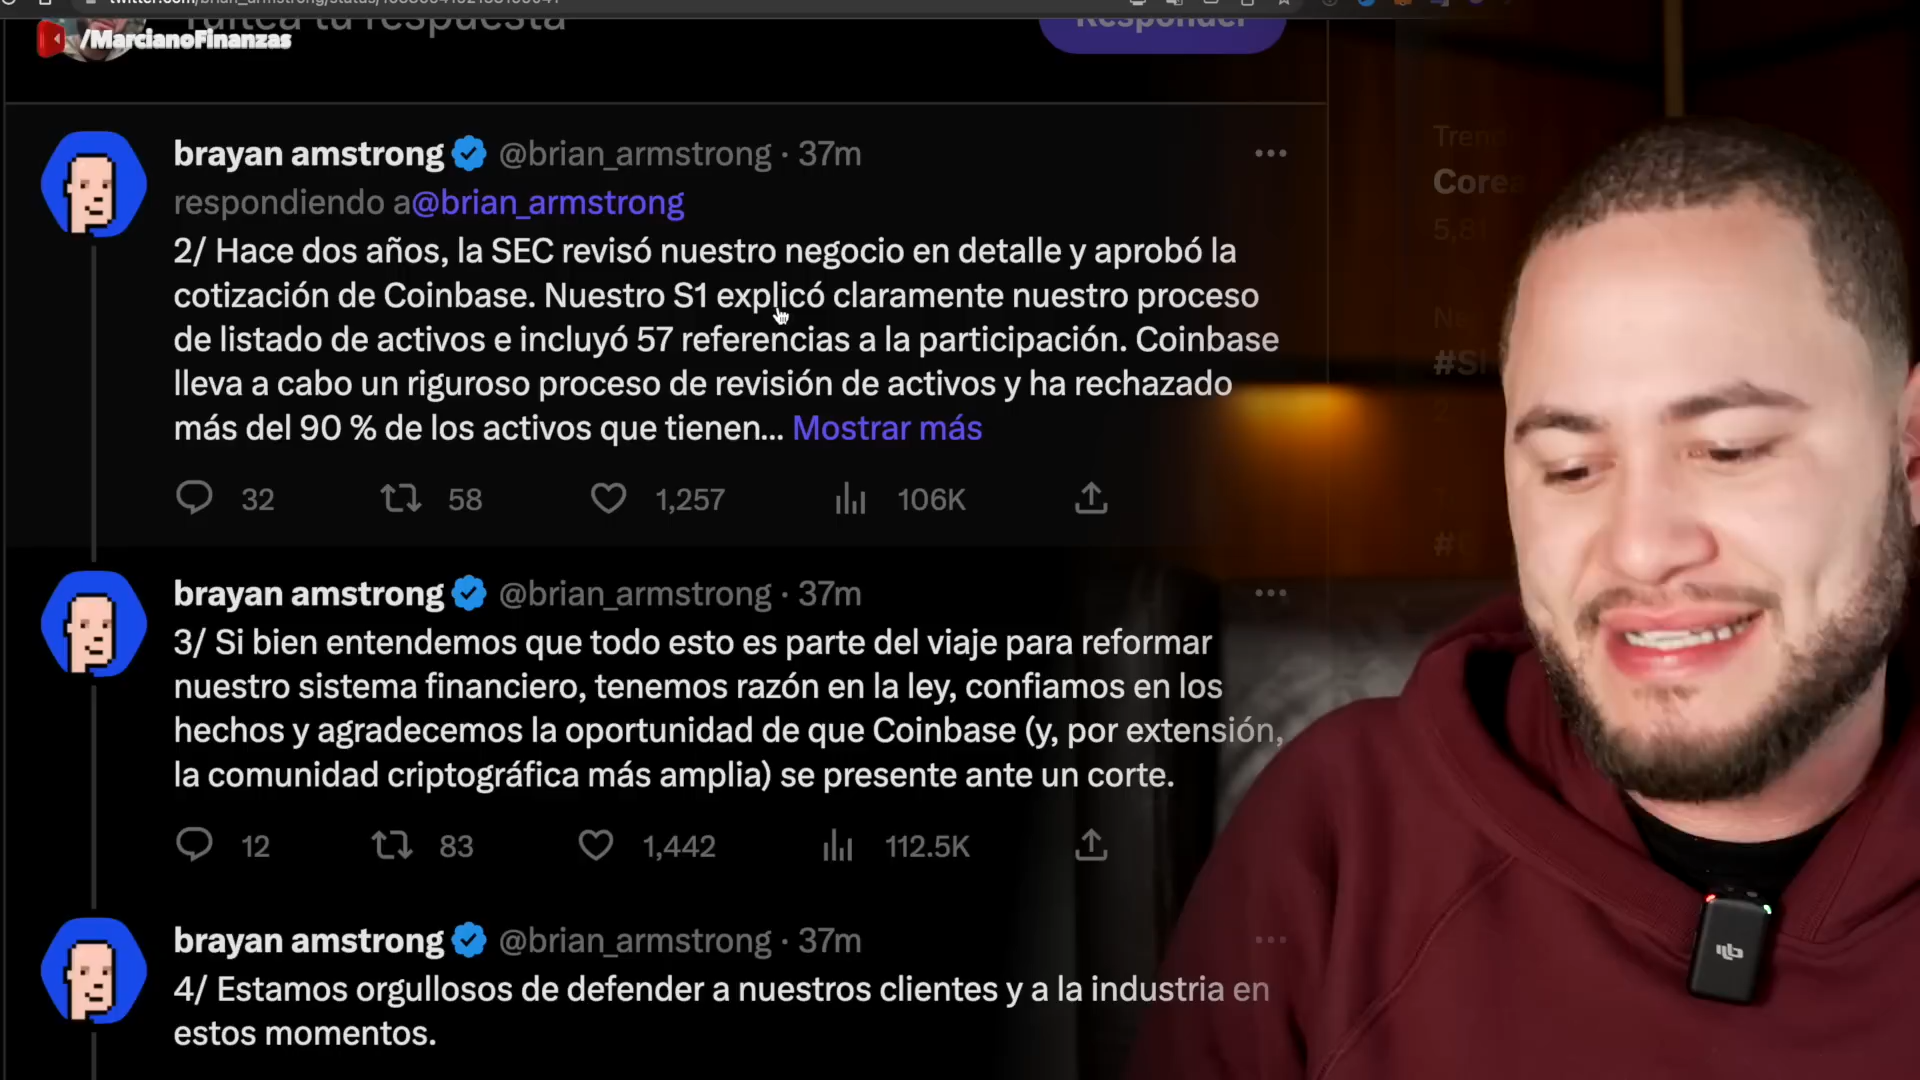 /MarcianoFinanzas
Tuitea tu respuesta
Responder
brayan amstrong @brian_armstrong · 37m
respondiendo a@brian_armstrong
2/ Hace dos años, la SEC revisó nuestro negocio en detalle y aprobó la
cotización de Coinbase. Nuestro S1 explicó claramente nuestro proceso
de listado de activos e incluyó 57 referencias a la participación. Coinbase
lleva a cabo un riguroso proceso de revisión de activos y ha rechazado
más del 90 % de los activos que tienen... Mostrar más
32 58 1,257 106K
brayan amstrong @brian_armstrong · 37m
3/ Si bien entendemos que todo esto es parte del viaje para reformar
nuestro sistema financiero, tenemos razón en la ley, confiamos en los
hechos y agradecemos la oportunidad de que Coinbase (y, por extensión,
la comunidad criptográfica más amplia) se presente ante un corte.
12 83 1,442 112.5K
brayan amstrong @brian_armstrong · 37m
4/ Estamos orgullosos de defender a nuestros clientes y a la industria en
estos momentos.